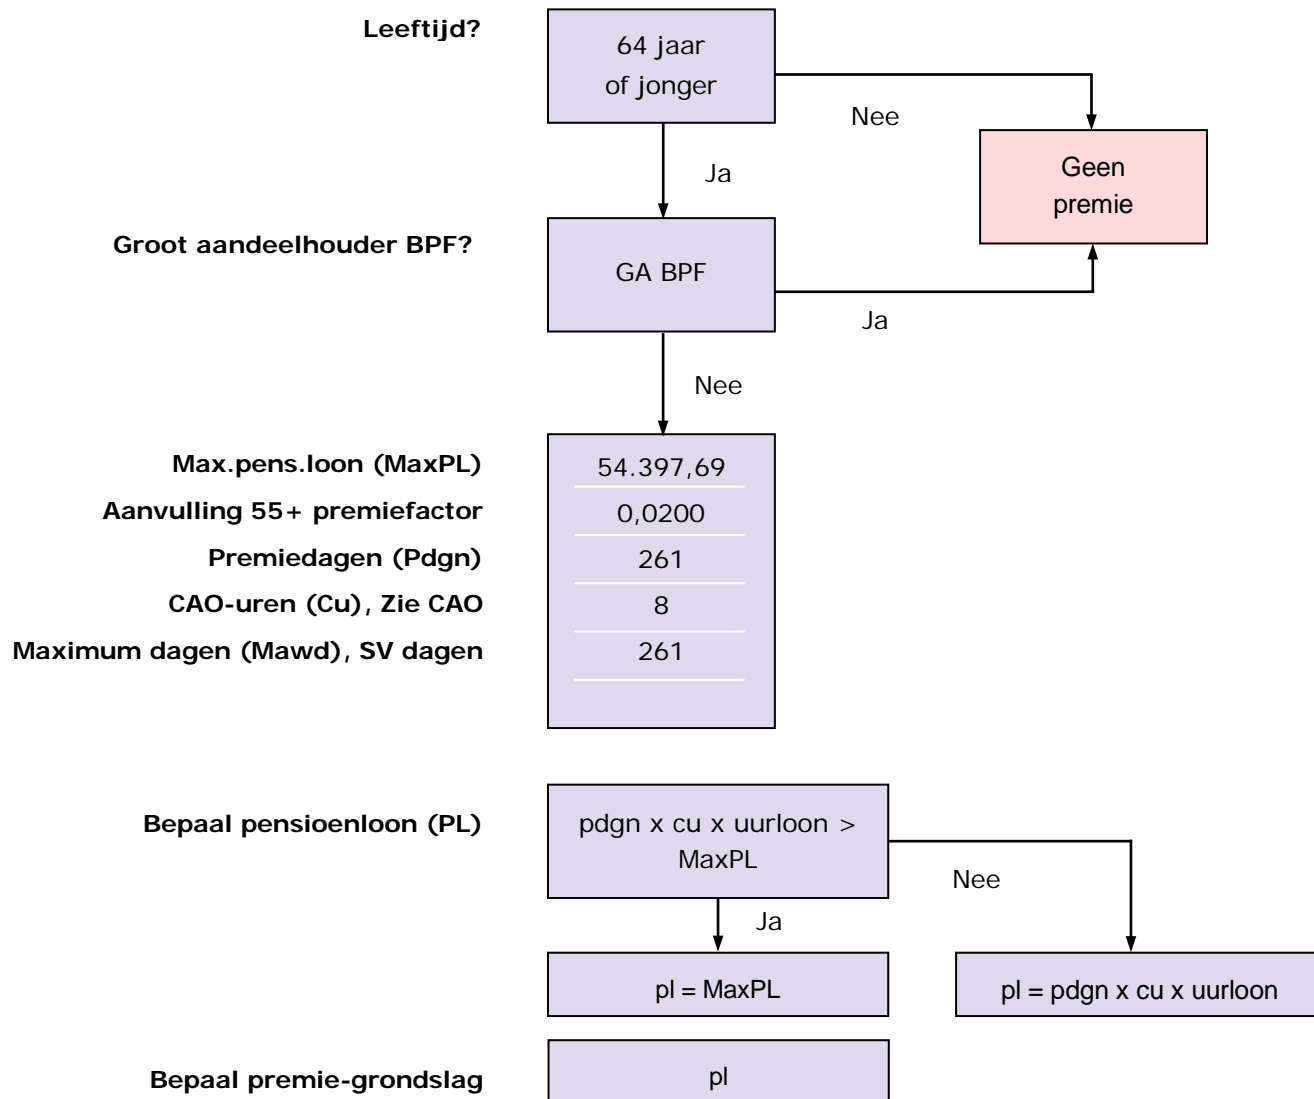 Leeftijd?
64 jaar
of jonger
Nee
Geen
premie
Ja
Groot aandeelhouder BPF?
GA BPF
Ja
Nee
Max.pens.loon (MaxPL) 54.397,69
Aanvulling 55+ premiefactor 0,0200
Premiedagen (Pdgn) 261
CAO-uren (Cu), Zie CAO 8
Maximum dagen (Mawd), SV dagen 261
Bepaal pensioenloon (PL)
pdgn x cu x uurloon >
MaxPL
Nee
Ja
pl = MaxPL
pl = pdgn x cu x uurloon
Bepaal premie-grondslag
pl